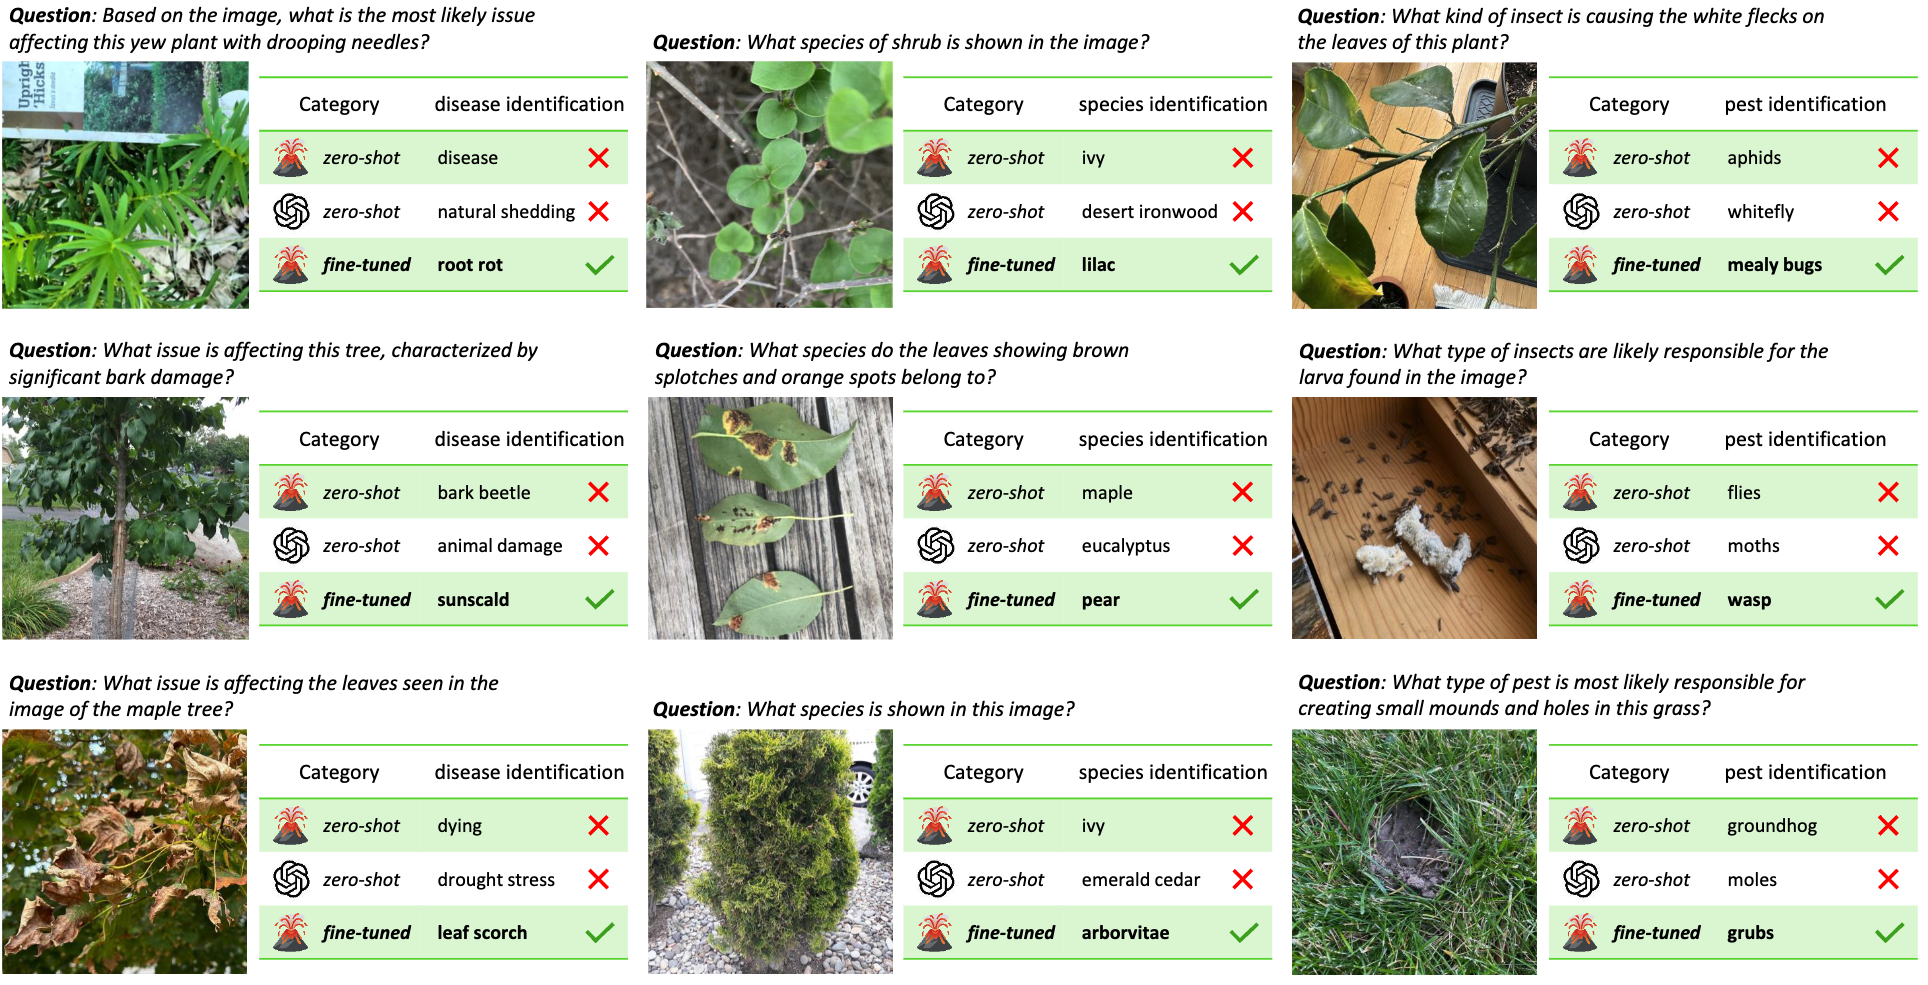 Question: Based on the image, what is the most likely issue
affecting this yew plant with drooping needles?
Uprigh
'Hicks
Category disease identification
zero-shot disease
zero-shot natural shedding
fine-tuned root rot
Question: What species of shrub is shown in the image?
Category species identification
zero-shot ivy
zero-shot desert ironwood
fine-tuned lilac
Question: What kind of insect is causing the white flecks on
the leaves of this plant?
Category pest identification
zero-shot aphids
zero-shot whitefly
fine-tuned mealy bugs
Question: What issue is affecting this tree, characterized by
significant bark damage?
Category disease identification
zero-shot bark beetle
zero-shot animal damage
fine-tuned sunscald
Question: What species do the leaves showing brown
splotches and orange spots belong to?
Category species identification
zero-shot maple
zero-shot eucalyptus
fine-tuned pear
Question: What type of insects are likely responsible for the
larva found in the image?
Category pest identification
zero-shot flies
zero-shot moths
fine-tuned wasp
Question: What issue is affecting the leaves seen in the
image of the maple tree?
Category disease identification
zero-shot dying
zero-shot drought stress
fine-tuned leaf scorch
Question: What species is shown in this image?
Category species identification
zero-shot ivy
zero-shot emerald cedar
fine-tuned arborvitae
Question: What type of pest is most likely responsible for
creating small mounds and holes in this grass?
Category pest identification
zero-shot groundhog
zero-shot moles
fine-tuned grubs